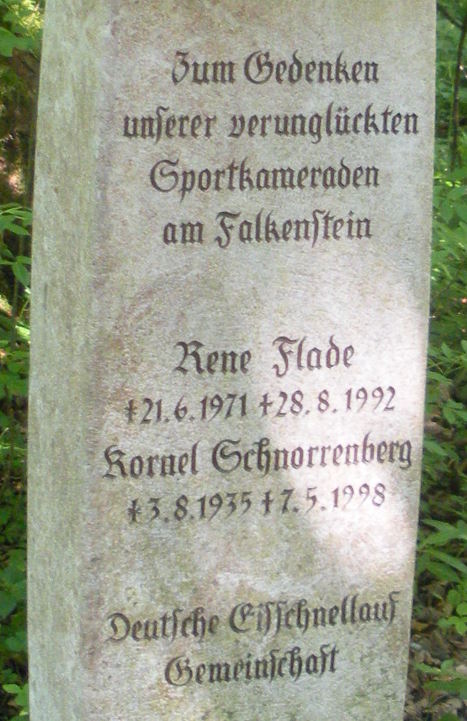 Zum Gedenken
unserer verunglückten
Sportkameraden
am Falkenstein
Rene Flade
*21.6.1971 †28.8.1992
Kornel Schnorrenberg
*3.8.1935 †7.5.1998
Deutsche Eisschnellauf
Gemeinschaft